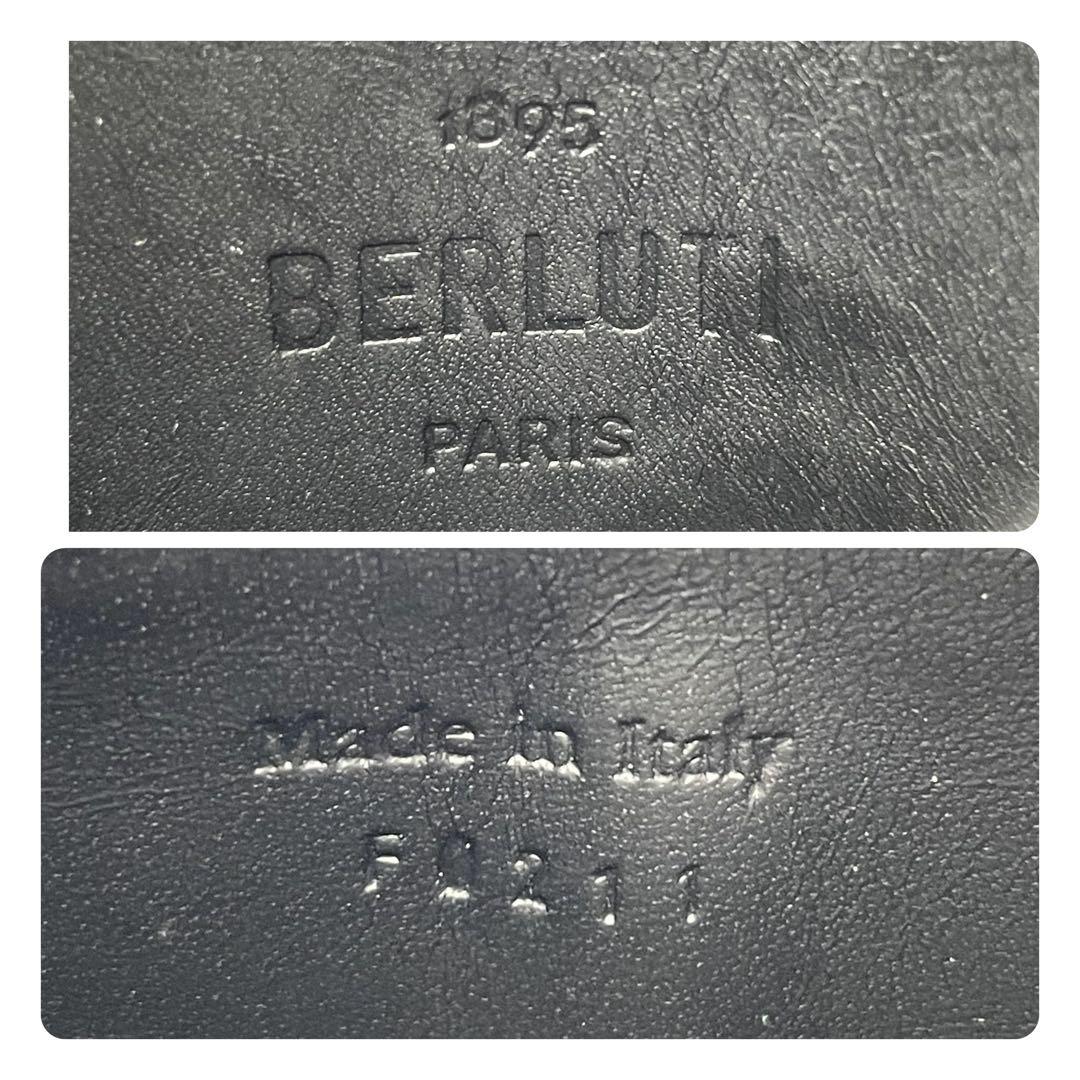 1895
BERLUTI
PARIS
Made in Italy
F0211